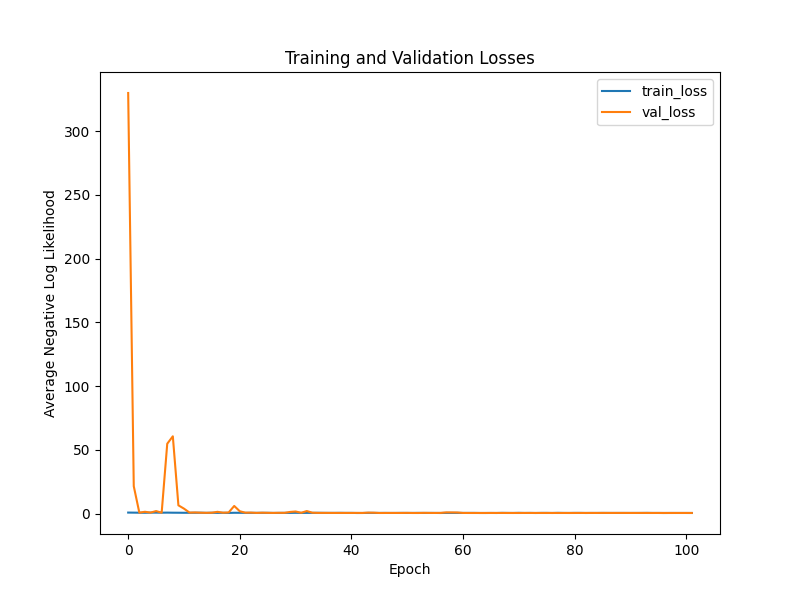 Training and Validation Losses
train_loss
val_loss
Average Negative Log Likelihood
300
250
200
150
100
50
0
0 20 40 60 80 100
Epoch